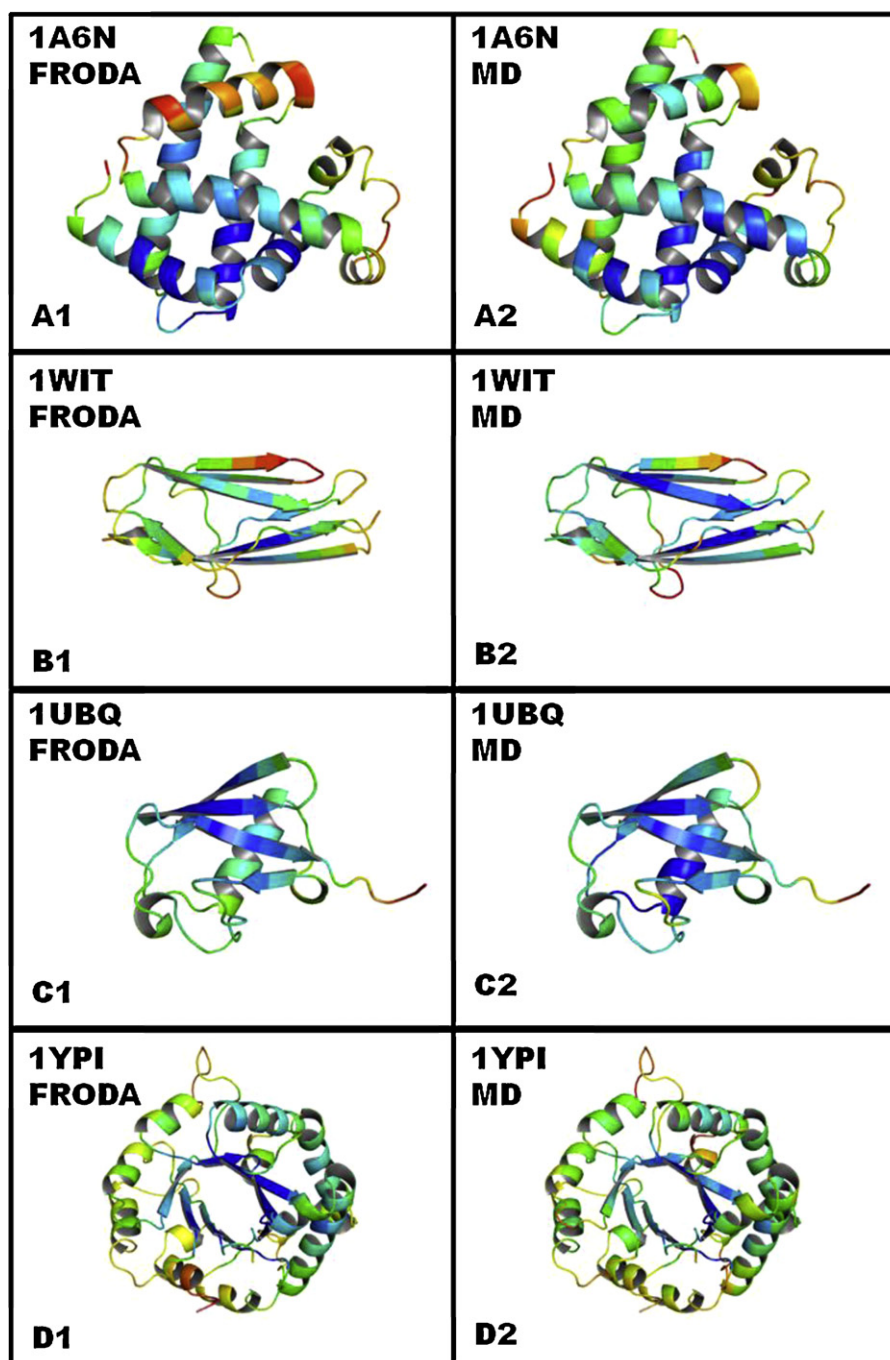 1A6N
FRODA
A1
1A6N
MD
A2
1WIT
FRODA
B1
1WIT
MD
B2
1UBQ
FRODA
C1
1UBQ
MD
C2
1YPI
FRODA
D1
1YPI
MD
D2